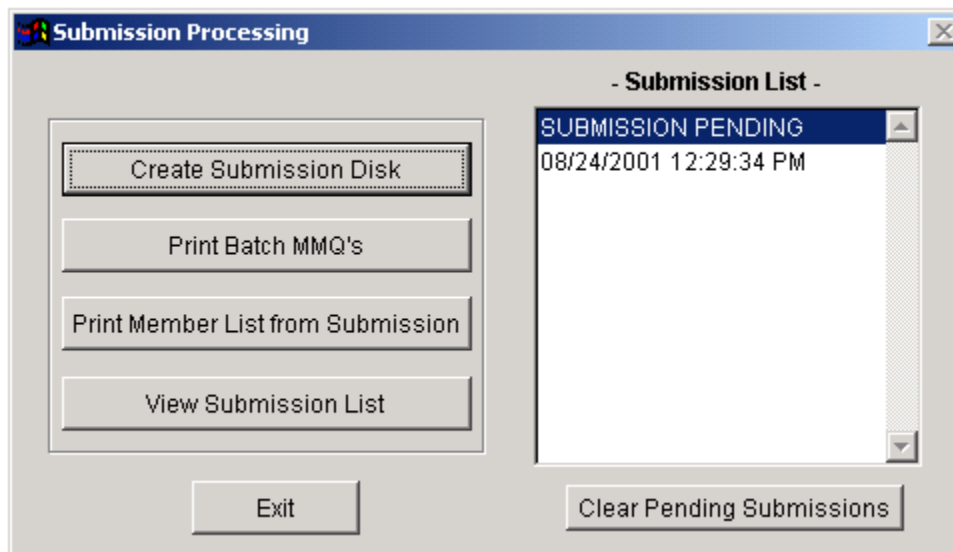 Submission Processing
- Submission List -
SUBMISSION PENDING
08/24/2001 12:29:34 PM
Create Submission Disk
Print Batch MMQ's
Print Member List from Submission
View Submission List
Exit
Clear Pending Submissions